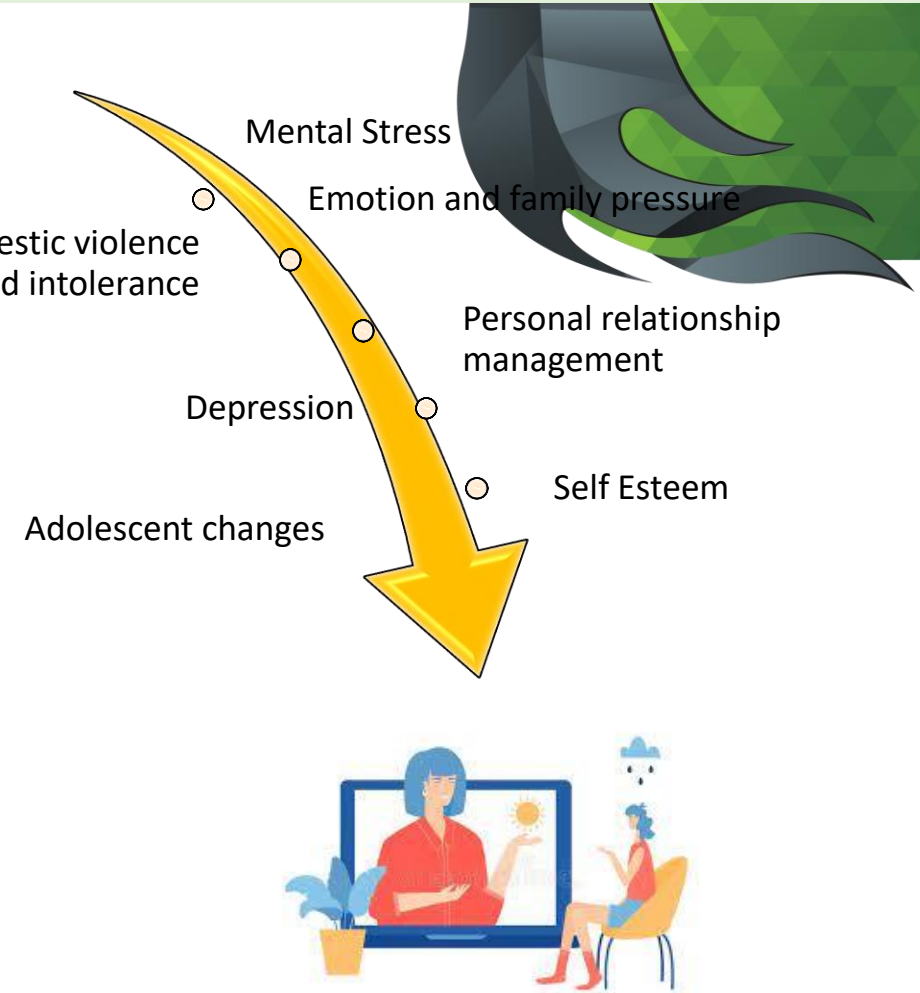 Mental Stress
Emotion and family pressure
estic violence
d intolerance
Personal relationship
management
Depression
Self Esteem
Adolescent changes